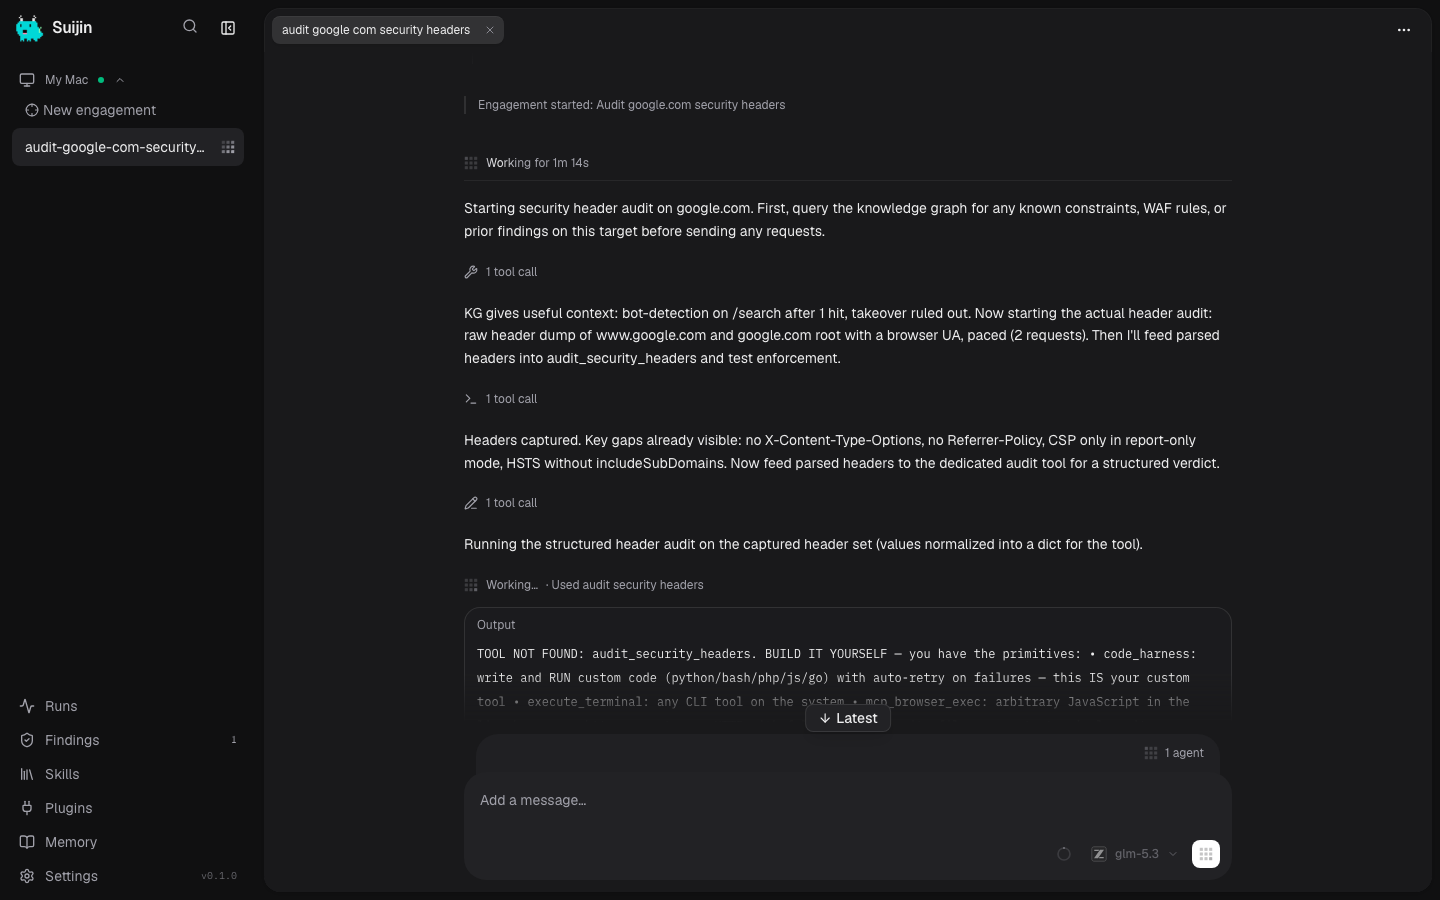 Suijin
My Mac
New engagement
audit-google-com-security...
audit google com security headers
Engagement started: Audit google.com security headers
Working for 1m 14s
Starting security header audit on google.com. First, query the knowledge graph for any known constraints, WAF rules, or
prior findings on this target before sending any requests.
1 tool call
KG gives useful context: bot-detection on /search after 1 hit, takeover ruled out. Now starting the actual header audit:
raw header dump of www.google.com and google.com root with a browser UA, paced (2 requests). Then I'll feed parsed
headers into audit_security_headers and test enforcement.
1 tool call
Headers captured. Key gaps already visible: no X-Content-Type-Options, no Referrer-Policy, CSP only in report-only
mode, HSTS without includeSubDomains. Now feed parsed headers to the dedicated audit tool for a structured verdict.
1 tool call
Running the structured header audit on the captured header set (values normalized into a dict for the tool).
Working... · Used audit security headers
Output
TOOL NOT FOUND: audit_security_headers. BUILD IT YOURSELF — you have the primitives: • code_harness:
write and RUN custom code (python/bash/php/js/go) with auto-retry on failures — this IS your custom
tool • execute_terminal: any CLI tool on the system • mcp_browser_exec: arbitrary JavaScript in the
Latest
1 agent
Add a message...
glm-5.3
Runs
Findings 1
Skills
Plugins
Memory
Settings v0.1.0